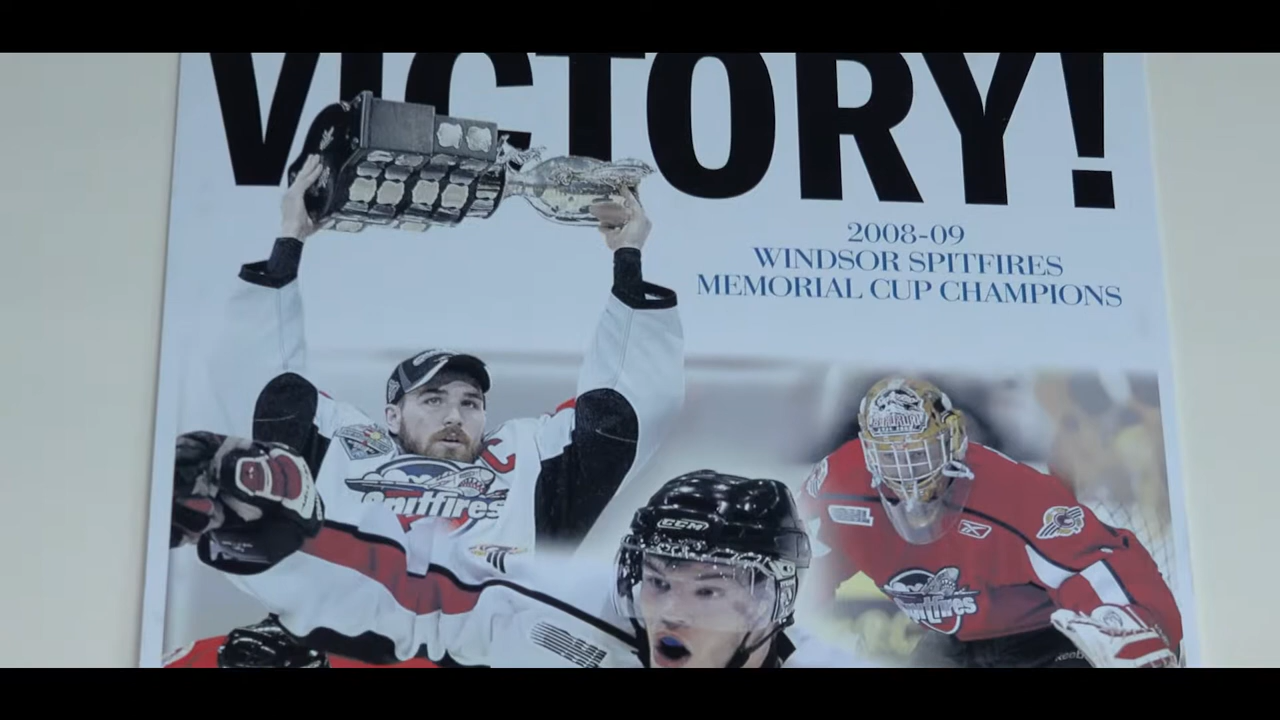 VICTORY!
2008-09
WINDSOR SPITFIRES
MEMORIAL CUP CHAMPIONS
C
Spitfires
CCM
OHL
Spitfires